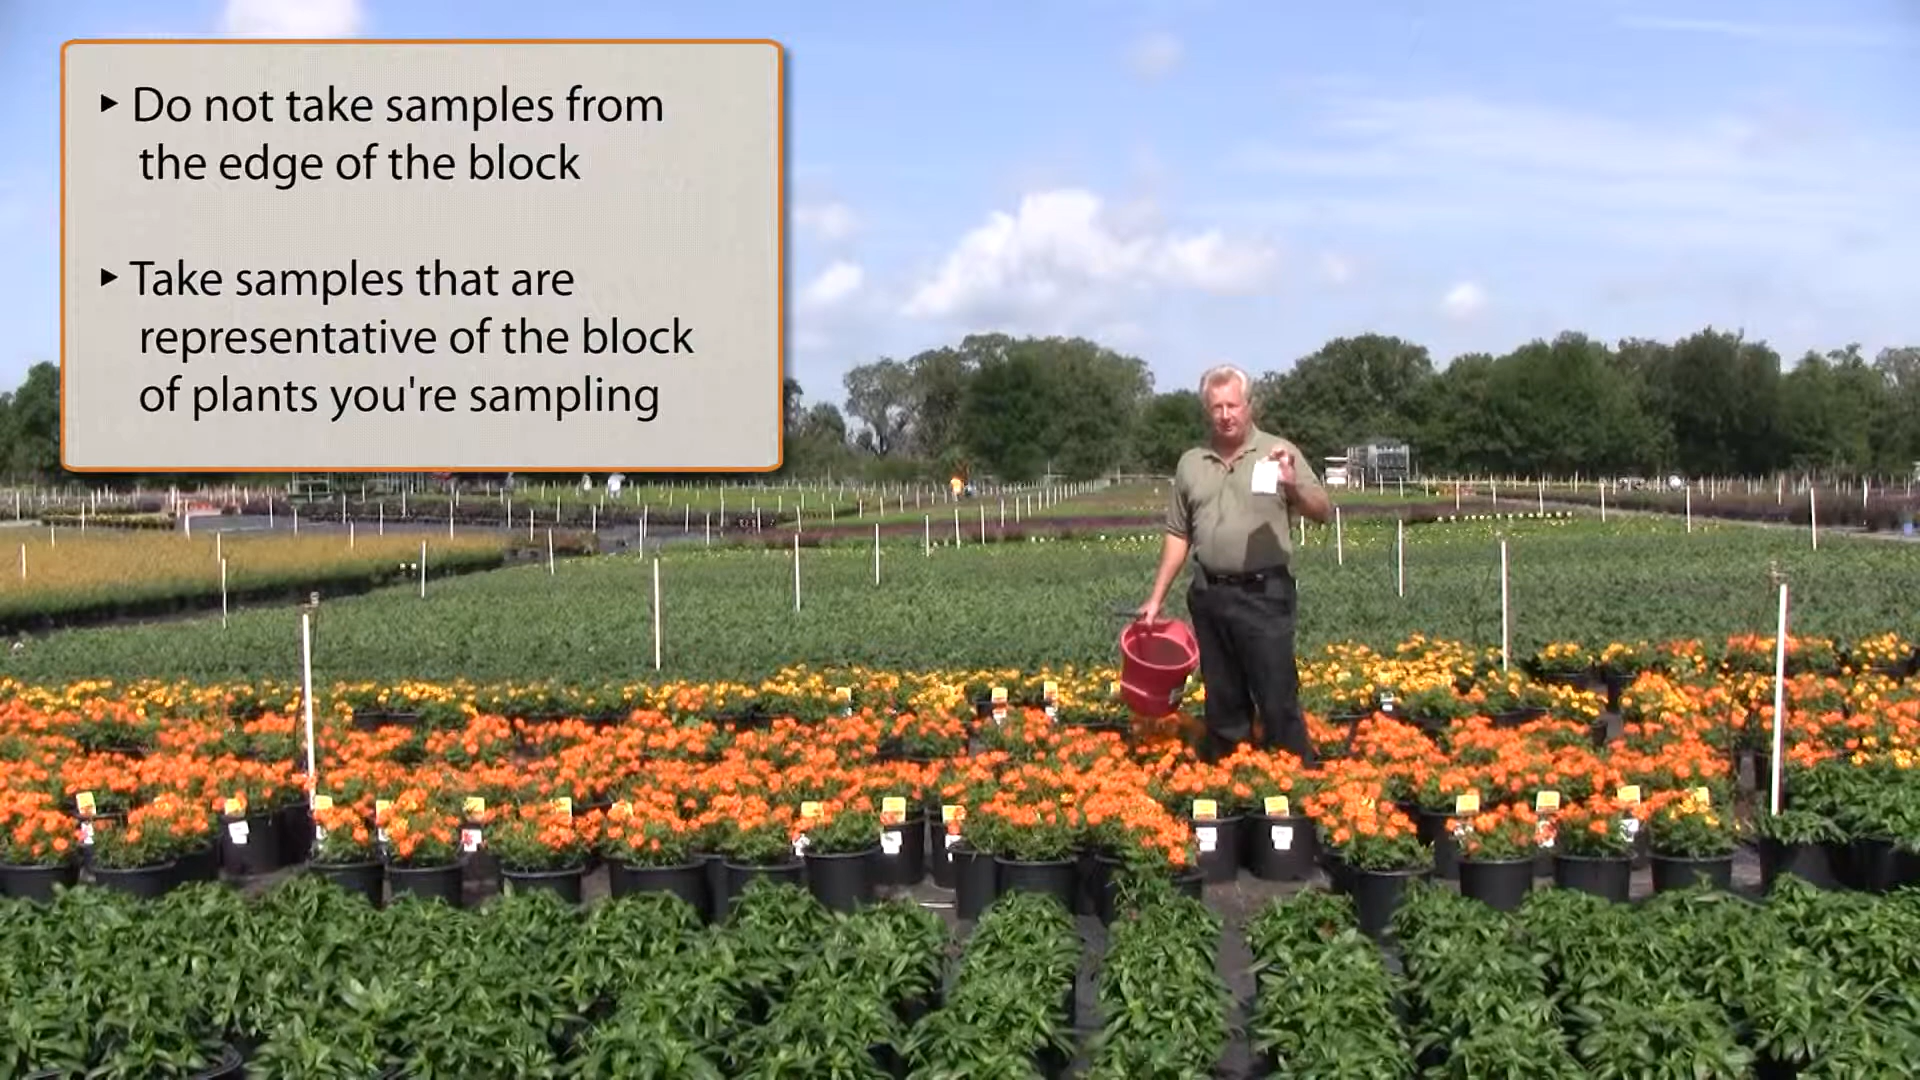 ▸ Do not take samples from
the edge of the block
▸ Take samples that are
representative of the block
of plants you're sampling